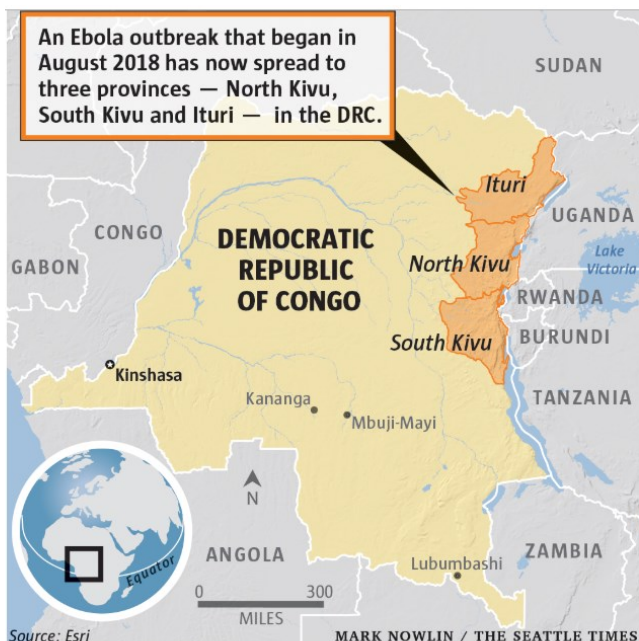 An Ebola outbreak that began in
August 2018 has now spread to
three provinces — North Kivu,
South Kivu and Ituri — in the DRC.
SUDAN
Ituri
UGANDA
CONGO
DEMOCRATIC
REPUBLIC
OF CONGO
Lake
Victoria
GABON
North Kivu
RWANDA
South Kivu
BURUNDI
Kinshasa
TANZANIA
Kananga
Mbuji-Mayi
N
ANGOLA
Equator
ZAMBIA
Lubumbashi
0 300
MILES
Source: Esri
MARK NOWLIN / THE SEATTLE TIMES